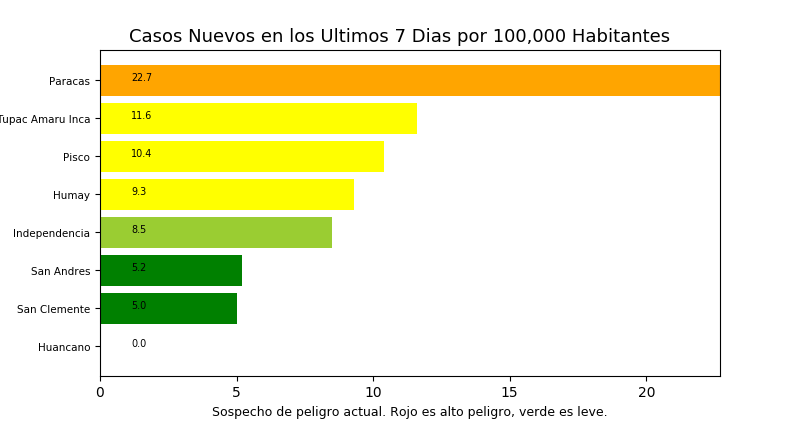 Casos Nuevos en los Ultimos 7 Dias por 100,000 Habitantes
Paracas 22.7
Tupac Amaru Inca 11.6
Pisco 10.4
Humay 9.3
Independencia 8.5
San Andres 5.2
San Clemente 5.0
Huancano 0.0
0 5 10 15 20
Sospecho de peligro actual. Rojo es alto peligro, verde es leve.